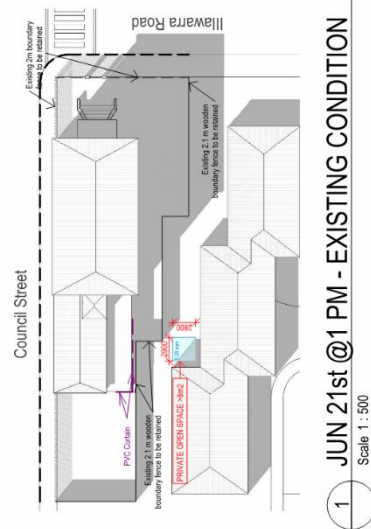 Council Street
Illawarra Road
Existing 2m boundary
fence to be retained
Existing 2.1 m wooden
boundary fence to be retained
2900
2800
PVC Curtain
PRIVATE OPEN SPACE >8m2
Existing 2.1 m wooden
boundary fence to be retained
1
JUN 21st @1 PM - EXISTING CONDITION
Scale 1 : 500